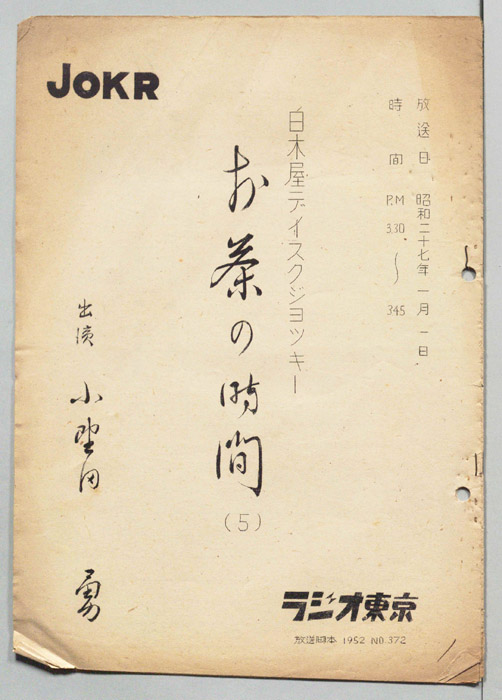 JOKR
放送日 昭和二十七年一月一日
時間 P.M 3.30〜3.45
白木屋ディスクジョッキー
お茶の時間
(5)
出演 小野田 勇
ラジオ東京
放送脚本 1952 NO.372